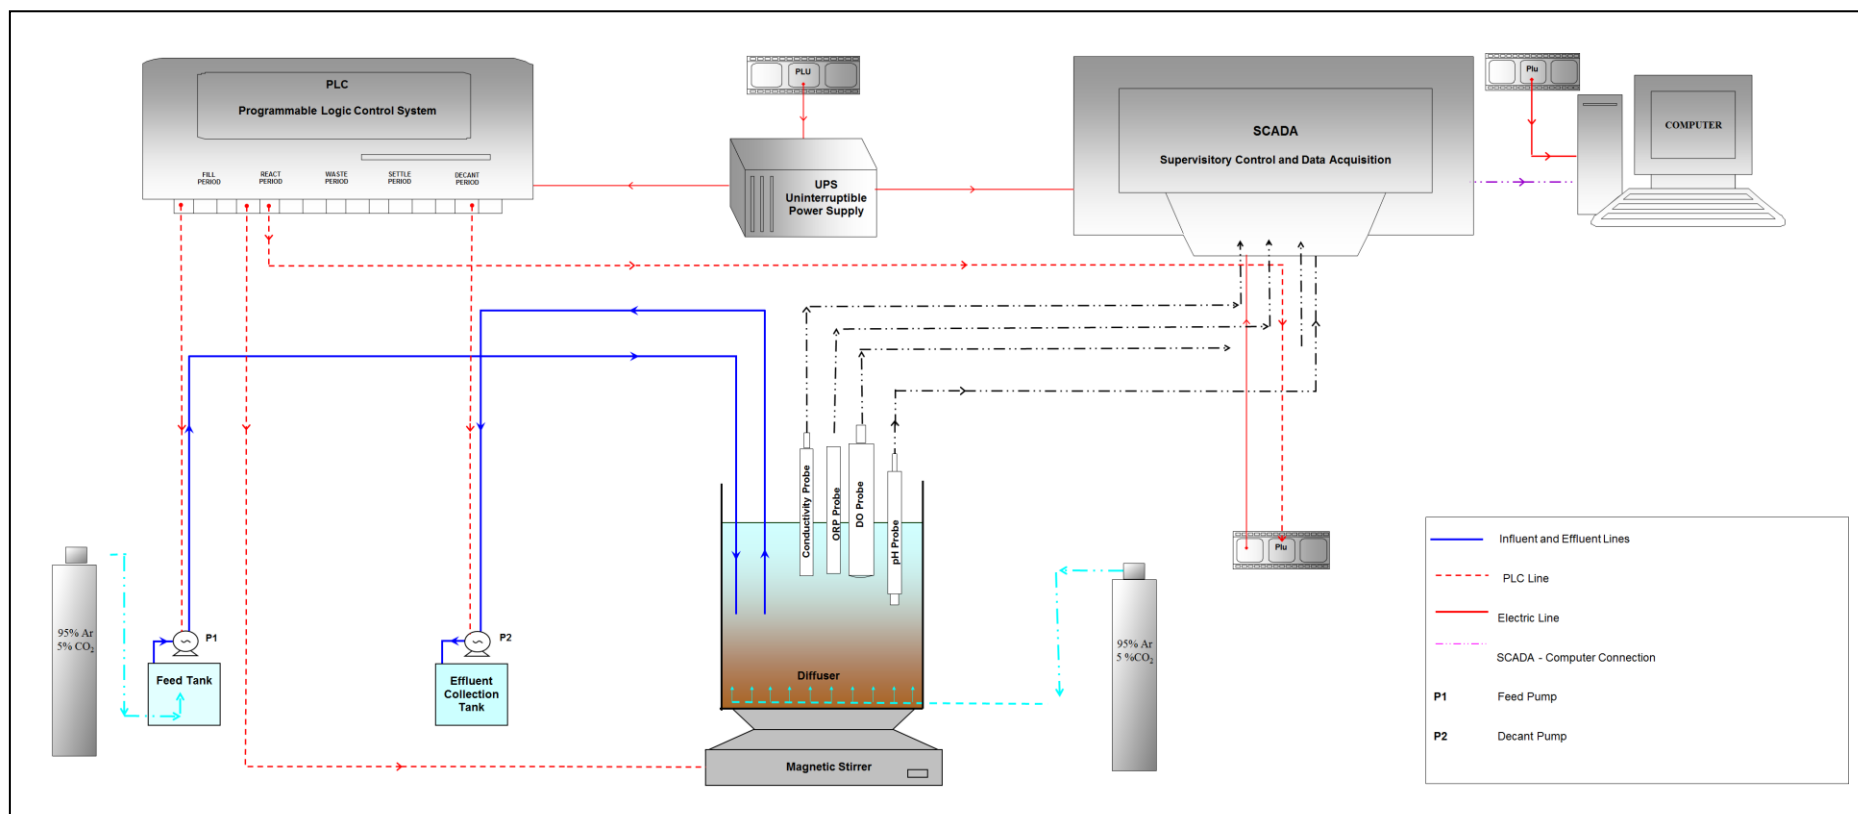 PLC
Programmable Logic Control System
FILL
PERIOD
REACT
PERIOD
WASTE
PERIOD
SETTLE
PERIOD
DECANT
PERIOD
PLU
UPS
Uninterruptible
Power Supply
SCADA
Supervisitory Control and Data Acquisition
Plu
COMPUTER
Conductivity Probe
ORP Probe
DO Probe
pH Probe
Plu
95% Ar
5% CO₂
P1
Feed Tank
P2
Effluent
Collection
Tank
Diffuser
Magnetic Stirrer
95% Ar
5 %CO₂
Influent and Effluent Lines
PLC Line
Electric Line
SCADA - Computer Connection
P1 Feed Pump
P2 Decant Pump